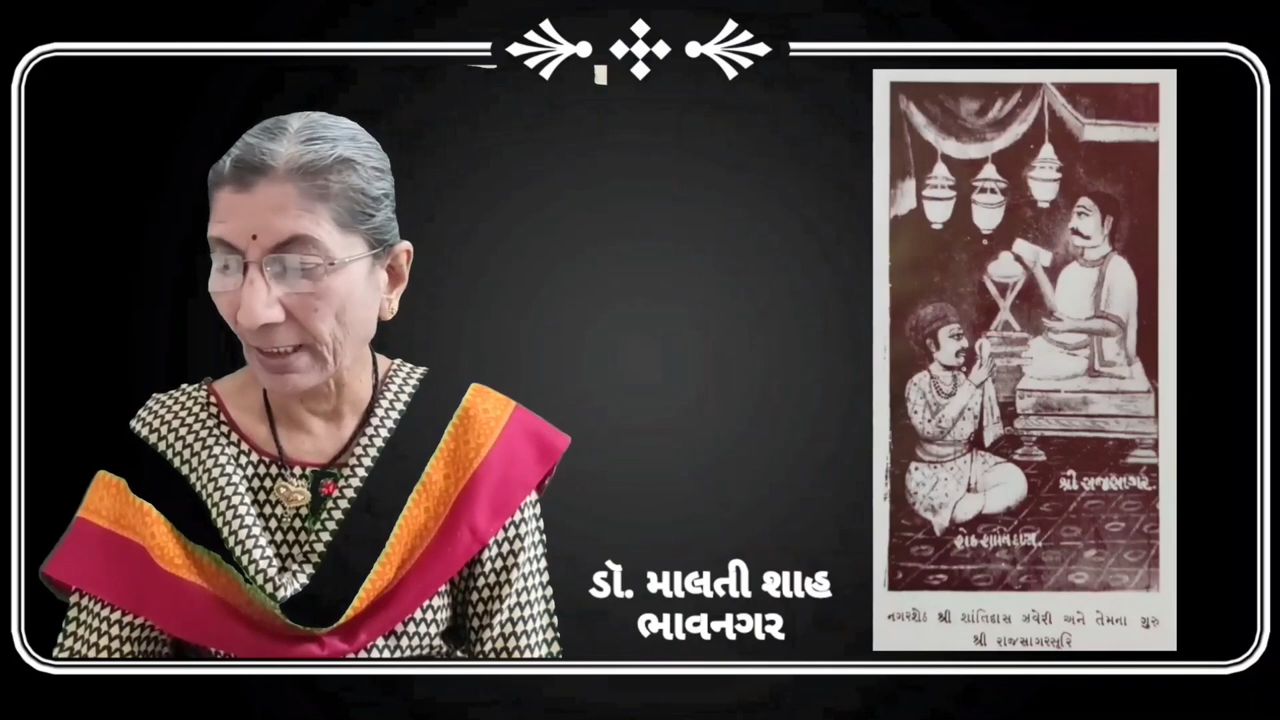 ડૉ. માલતી શાહ
ભાવનગર
શ્રી રાજસાગર.
શેઠ શાંતિદાસ.
નગરશેઠ શ્રી શાંતિદાસ ઝવેરી અને તેમના ગુરુ
શ્રી રાજસાગરસૂરિ